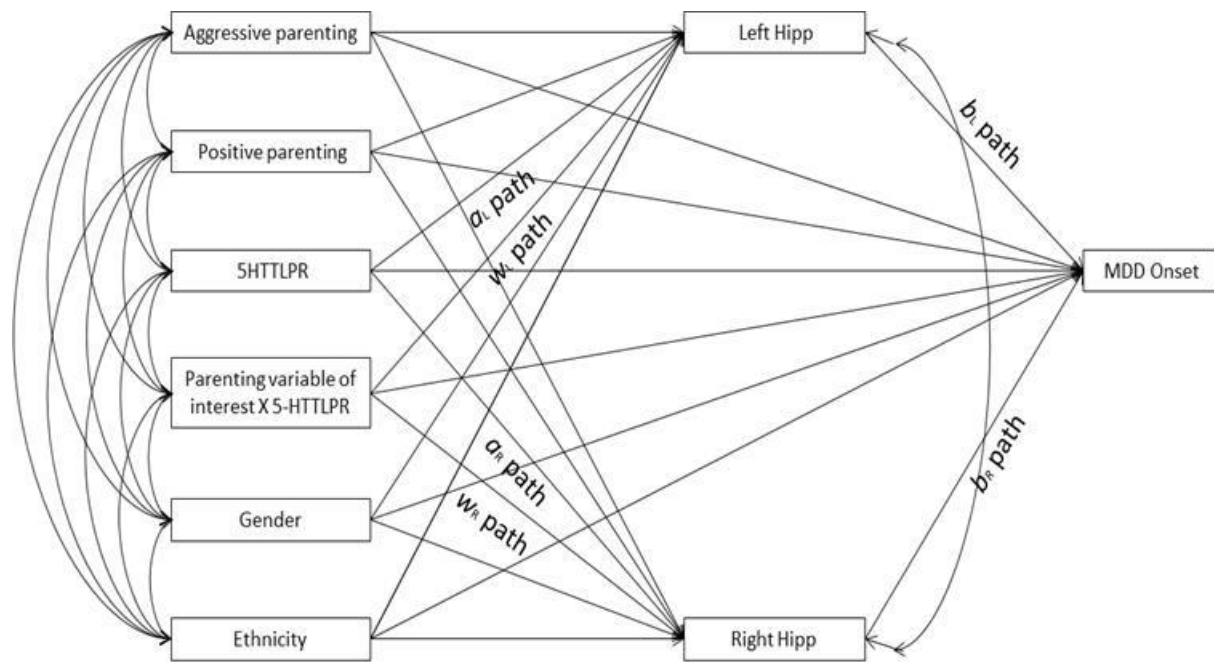 Aggressive parenting
Left Hipp
Positive parenting
bL path
aL path
wL path
5HTTLPR
MDD Onset
Parenting variable of
interest X 5-HTTLPR
aR path
bR path
wR path
Gender
Ethnicity
Right Hipp